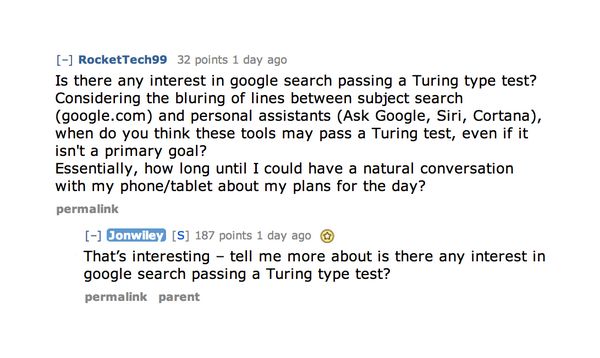 [–] RocketTech99 32 points 1 day ago
Is there any interest in google search passing a Turing type test?
Considering the bluring of lines between subject search
(google.com) and personal assistants (Ask Google, Siri, Cortana),
when do you think these tools may pass a Turing test, even if it
isn't a primary goal?
Essentially, how long until I could have a natural conversation
with my phone/tablet about my plans for the day?
permalink
[–] Jonwiley [S] 187 points 1 day ago
That’s interesting – tell me more about is there any interest in
google search passing a Turing type test?
permalink parent